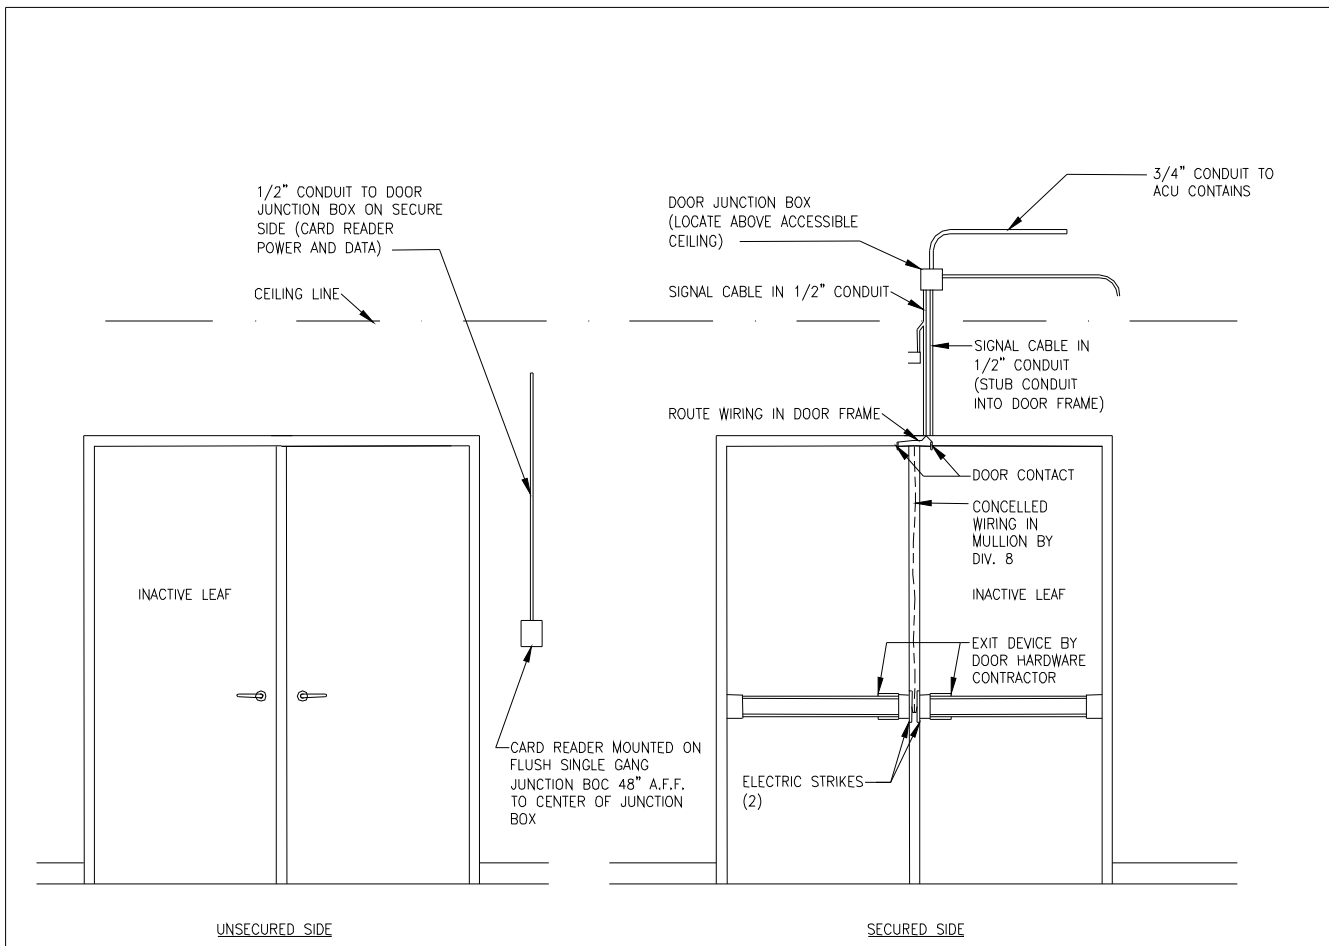 1/2" CONDUIT TO DOOR
JUNCTION BOX ON SECURE
SIDE (CARD READER
POWER AND DATA)
CEILING LINE
INACTIVE LEAF
CARD READER MOUNTED ON
FLUSH SINGLE GANG
JUNCTION BOC 48" A.F.F.
TO CENTER OF JUNCTION
BOX
UNSECURED SIDE
3/4" CONDUIT TO
ACU CONTAINS
DOOR JUNCTION BOX
(LOCATE ABOVE ACCESSIBLE
CEILING)
SIGNAL CABLE IN 1/2" CONDUIT
SIGNAL CABLE IN
1/2" CONDUIT
(STUB CONDUIT
INTO DOOR FRAME)
ROUTE WIRING IN DOOR FRAME
DOOR CONTACT
CONCELLED
WIRING IN
MULLION BY
DIV. 8
INACTIVE LEAF
EXIT DEVICE BY
DOOR HARDWARE
CONTRACTOR
ELECTRIC STRIKES
(2)
SECURED SIDE